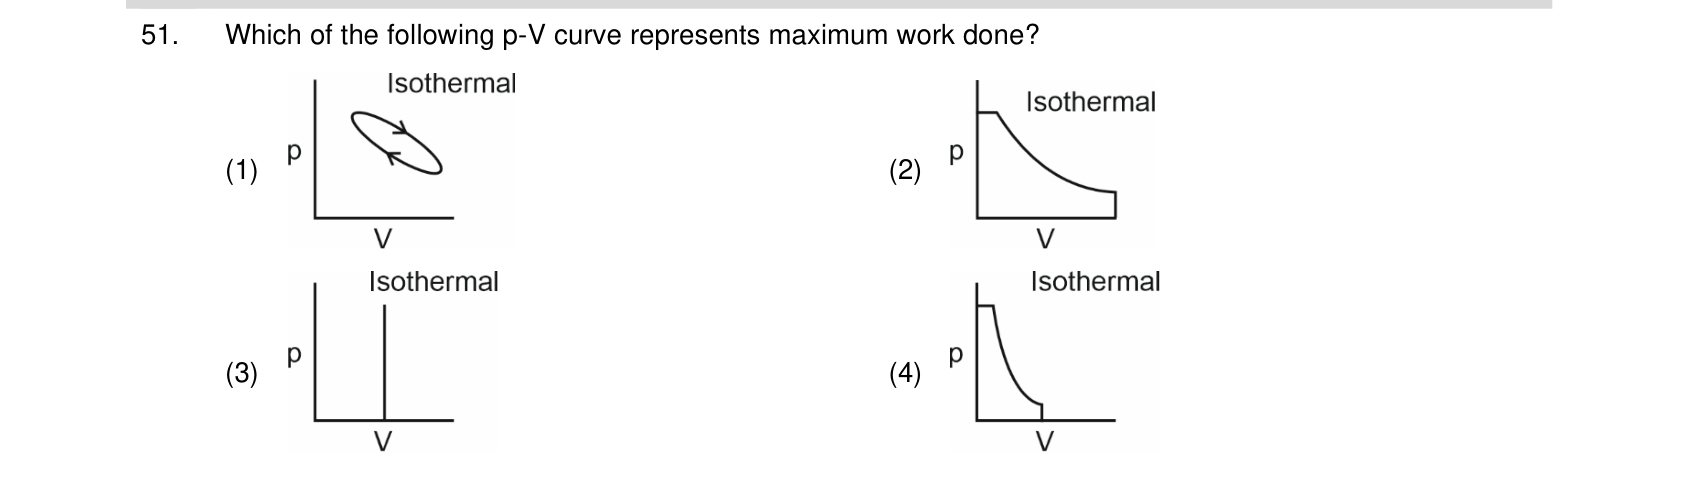 51. Which of the following p-V curve represents maximum work done?
(1) p Isothermal V
(2) p Isothermal V
(3) p Isothermal V
(4) p Isothermal V